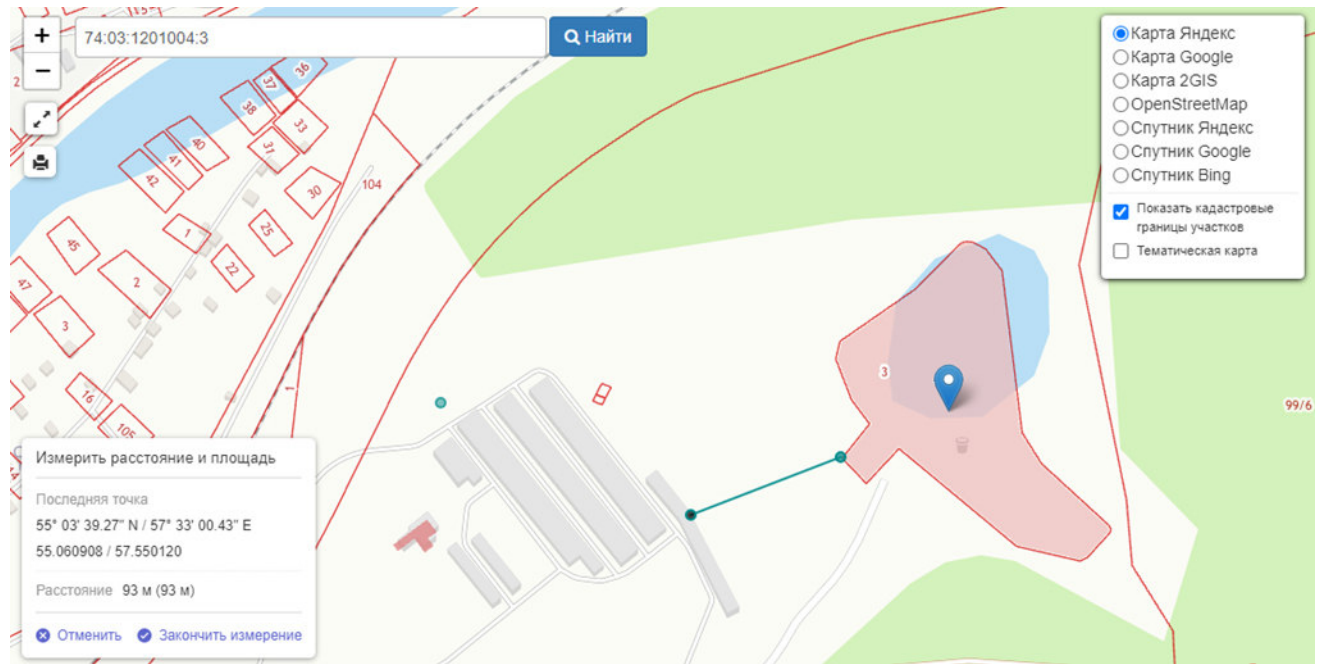 +
74:03:1201004:3
Найти
−
Карта Яндекс
Карта Google
Карта 2GIS
OpenStreetMap
Спутник Яндекс
Спутник Google
Спутник Bing
Показать кадастровые
границы участков
Тематическая карта
15
2
37
36
38
33
40
31
41
42
30
104
1
25
45
22
2
47
3
16
105
1
3
99/6
Измерить расстояние и площадь
Последняя точка
55° 03' 39.27" N / 57° 33' 00.43" E
55.060908 / 57.550120
Расстояние 93 м (93 м)
Отменить
Закончить измерение